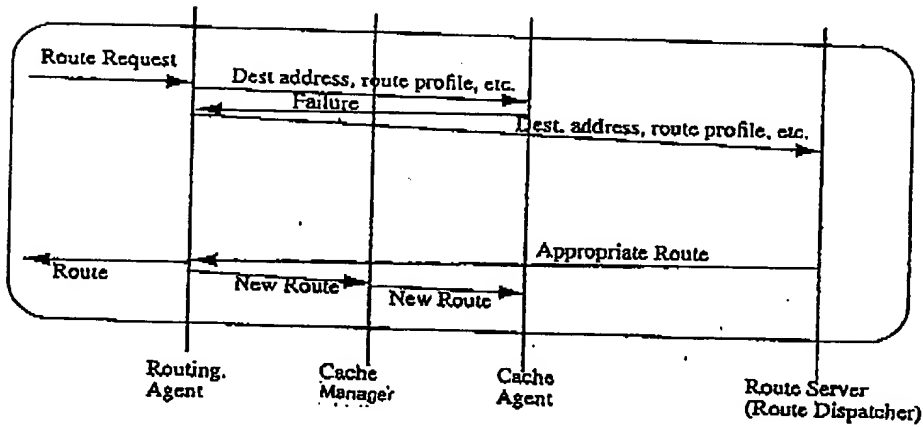 Route Request
Dest address, route profile, etc.
Failure
Dest. address, route profile, etc.
Appropriate Route
Route
New Route
New Route
Routing.
Agent
Cache
Manager
Cache
Agent
Route Server
(Route Dispatcher)